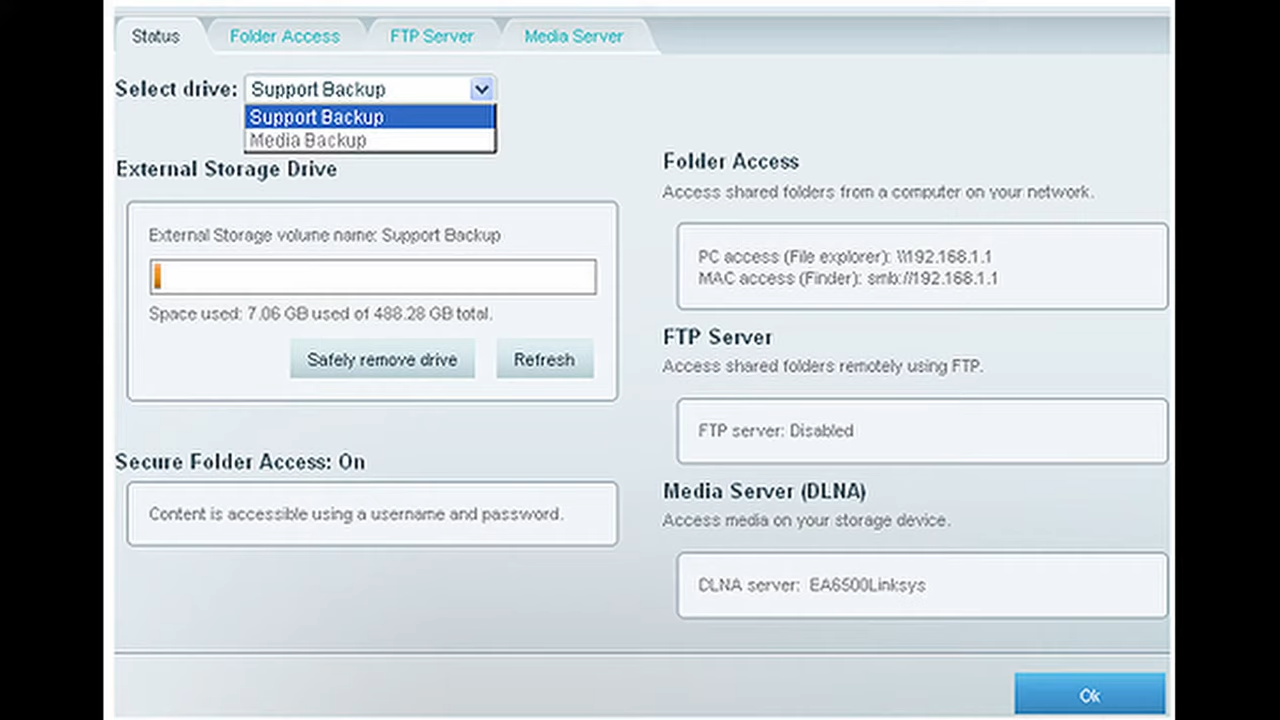 Status
Folder Access
FTP Server
Media Server
Select drive:
Support Backup
Support Backup
Media Backup
External Storage Drive
External Storage volume name: Support Backup
Space used: 7.06 GB used of 488.28 GB total.
Safely remove drive
Refresh
Secure Folder Access: On
Content is accessible using a username and password.
Folder Access
Access shared folders from a computer on your network.
PC access (File explorer): \\192.168.1.1
MAC access (Finder): smb://192.168.1.1
FTP Server
Access shared folders remotely using FTP.
FTP server: Disabled
Media Server (DLNA)
Access media on your storage device.
DLNA server: EA6500Linksys
Ok